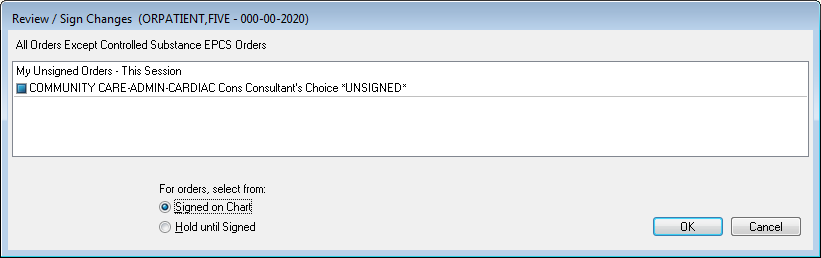 Review / Sign Changes (ORPATIENT,FIVE - 000-00-2020)
All Orders Except Controlled Substance EPCS Orders
My Unsigned Orders - This Session
COMMUNITY CARE-ADMIN-CARDIAC Cons Consultant's Choice *UNSIGNED*
For orders, select from:
Signed on Chart
Hold until Signed
OK Cancel